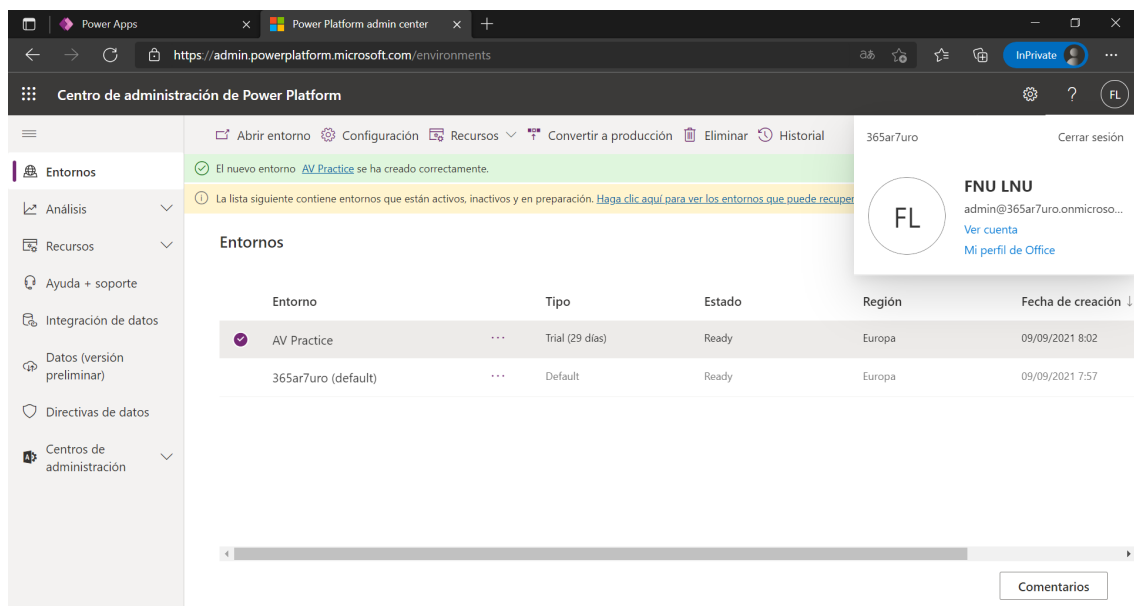 Power Apps
Power Platform admin center
https://admin.powerplatform.microsoft.com/environments
InPrivate
Centro de administración de Power Platform
?
FL
Abrir entorno Configuración Recursos Convertir a producción Eliminar Historial
365ar7uro
Cerrar sesión
FL
FNU LNU
admin@365ar7uro.onmicroso...
Ver cuenta
Mi perfil de Office
Entornos
Análisis
Recursos
Ayuda + soporte
Integración de datos
Datos (versión
preliminar)
Directivas de datos
Centros de
administración
El nuevo entorno AV Practice se ha creado correctamente.
La lista siguiente contiene entornos que están activos, inactivos y en preparación. Haga clic aquí para ver los entornos que puede recuper
Entornos
Entorno Tipo Estado Región Fecha de creación ↓
AV Practice ... Trial (29 días) Ready Europa 09/09/2021 8:02
365ar7uro (default) ... Default Ready Europa 09/09/2021 7:57
Comentarios